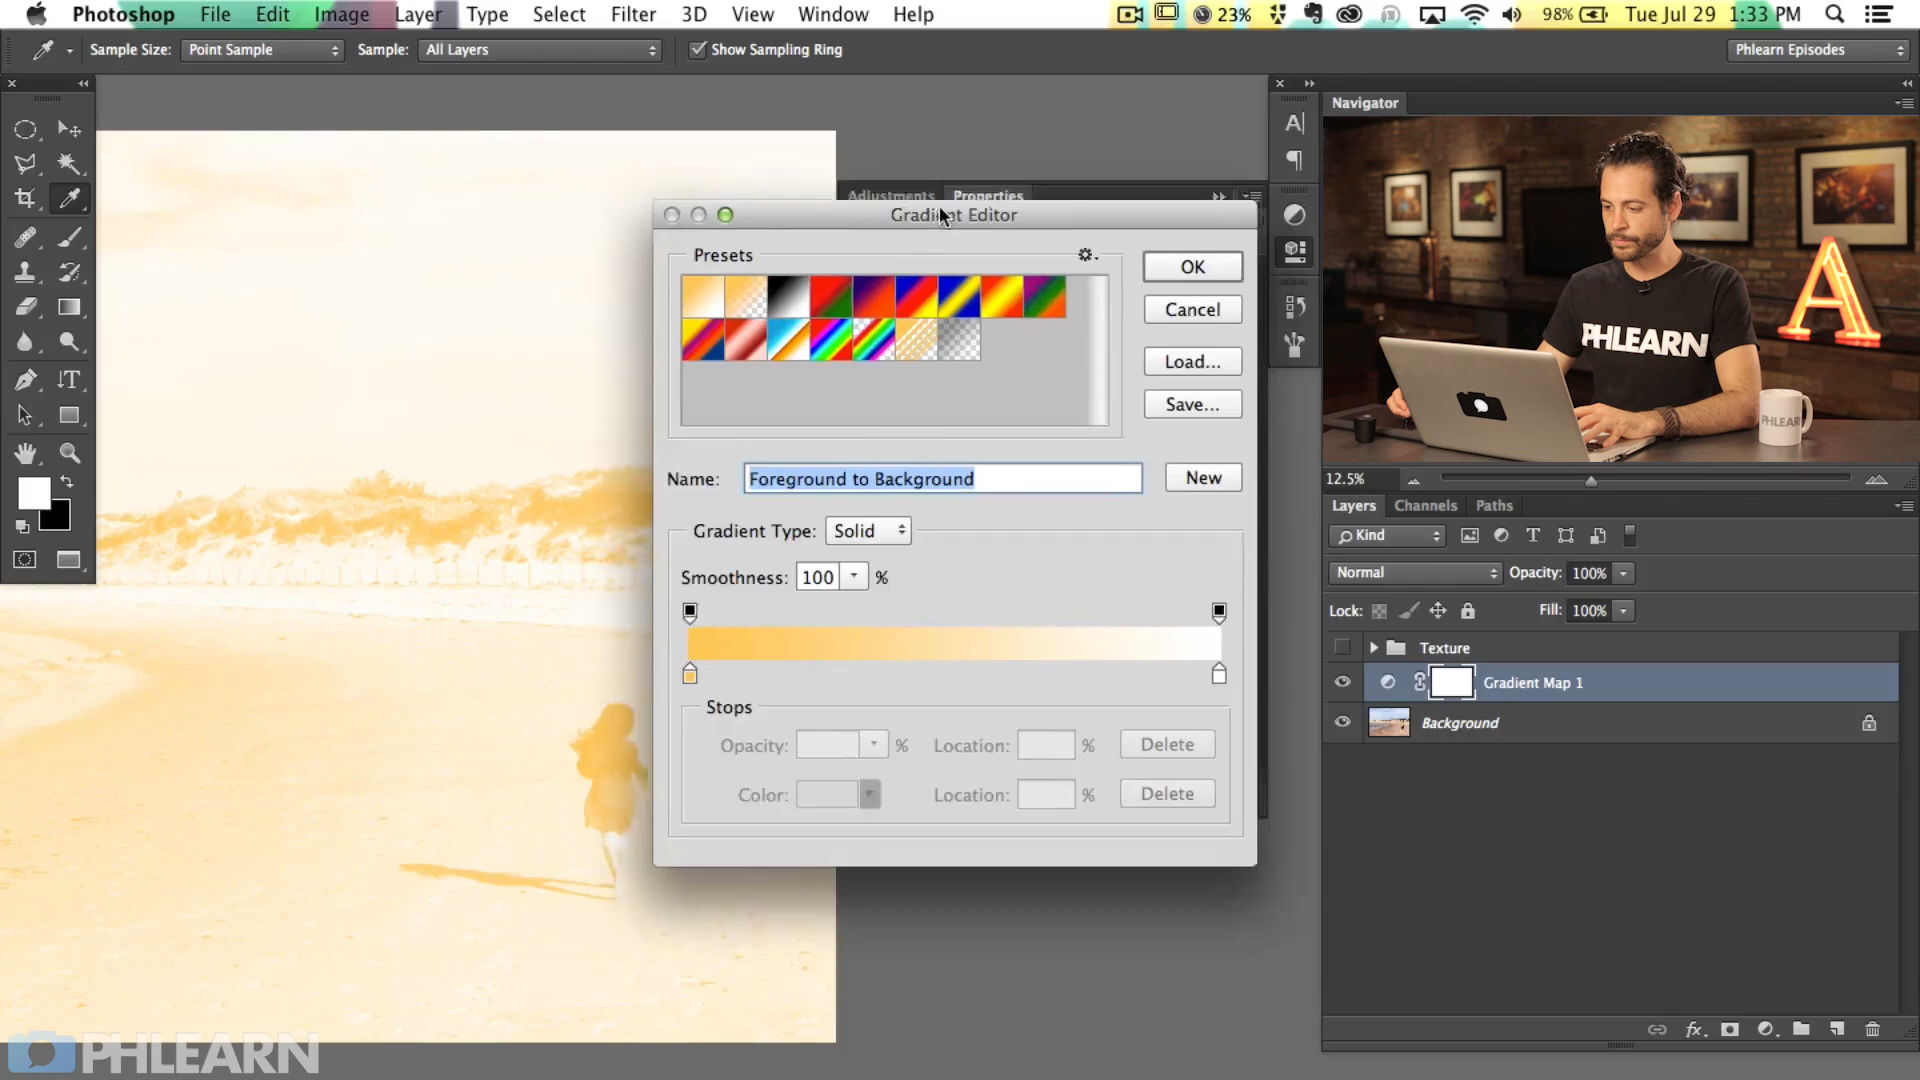 Photoshop File Edit Image Layer Type Select Filter 3D View Window Help 23% 98% Tue Jul 29 1:33 PM
Sample Size: Point Sample Sample: All Layers Show Sampling Ring Phlearn Episodes
Navigator
Adjustments Properties
Gradient Editor
Presets
OK
Cancel
Load...
Save...
Name: Foreground to Background New
Gradient Type: Solid
Smoothness: 100 %
Stops
Opacity: % Location: % Delete
Color: % Location: % Delete
PHLEARN
PHLEARN
A
12.5%
Layers Channels Paths
Kind
Normal Opacity: 100%
Lock: Fill: 100%
Texture
Gradient Map 1
Background
fx
PHLEARN